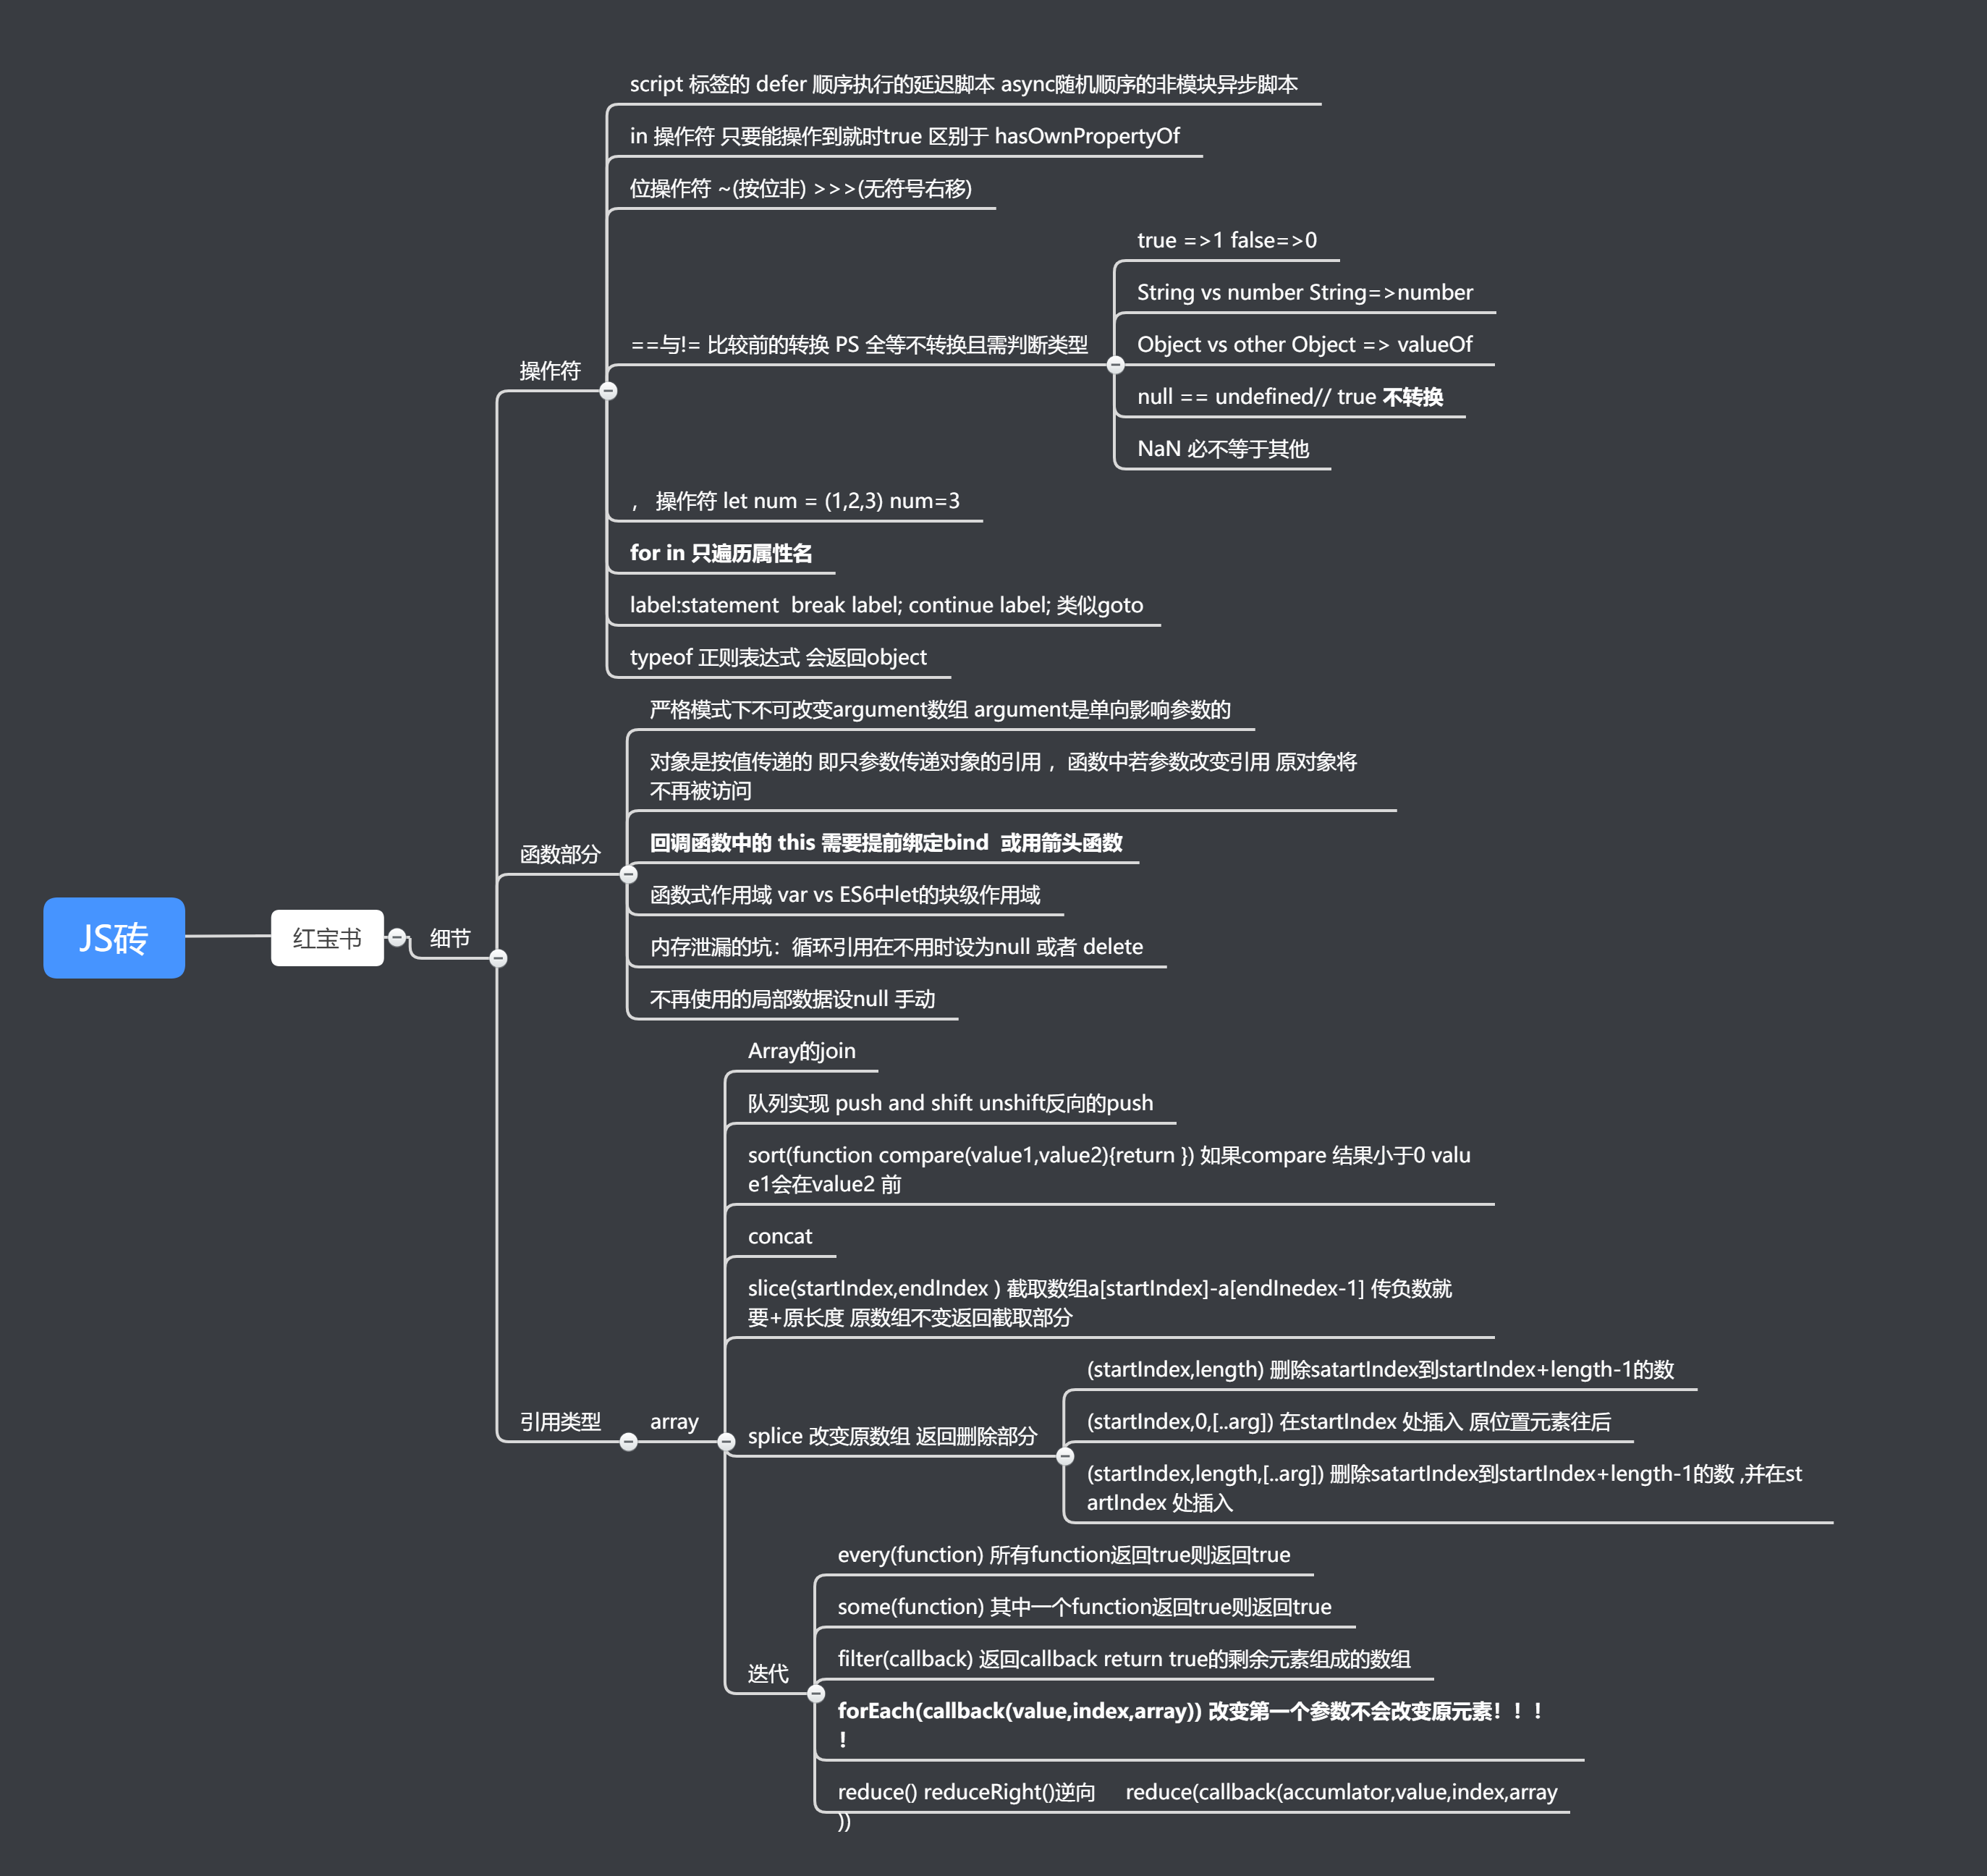 script 标签的 defer 顺序执行的延迟脚本 async随机顺序的非模块异步脚本
in 操作符 只要能操作到就时true 区别于 hasOwnPropertyOf
位操作符 ~(按位非) >>>(无符号右移)
true =>1 false=>0
String vs number String=>number
==与!= 比较前的转换 PS 全等不转换且需判断类型
Object vs other Object => valueOf
操作符
null == undefined// true 不转换
NaN 必不等于其他
， 操作符 let num = (1,2,3) num=3
for in 只遍历属性名
label:statement  break label; continue label; 类似goto
typeof 正则表达式 会返回object
严格模式下不可改变argument数组 argument是单向影响参数的
对象是按值传递的 即只参数传递对象的引用 ，函数中若参数改变引用 原对象将
不再被访问
回调函数中的 this 需要提前绑定bind  或用箭头函数
函数部分
函数式作用域 var vs ES6中let的块级作用域
JS砖
红宝书
细节
内存泄漏的坑：循环引用在不用时设为null 或者 delete
不再使用的局部数据设null 手动
Array的join
队列实现 push and shift unshift反向的push
sort(function compare(value1,value2){return }) 如果compare 结果小于0 valu
e1会在value2 前
concat
slice(startIndex,endIndex ) 截取数组a[startIndex]-a[endInedex-1] 传负数就
要+原长度 原数组不变返回截取部分
(startIndex,length) 删除satartIndex到startIndex+length-1的数
引用类型
array
splice 改变原数组 返回删除部分
(startIndex,0,[..arg]) 在startIndex 处插入 原位置元素往后
(startIndex,length,[..arg]) 删除satartIndex到startIndex+length-1的数 ,并在st
artIndex 处插入
every(function) 所有function返回true则返回true
some(function) 其中一个function返回true则返回true
filter(callback) 返回callback return true的剩余元素组成的数组
迭代
forEach(callback(value,index,array)) 改变第一个参数不会改变原元素！！！
！
reduce() reduceRight()逆向     reduce(callback(accumlator,value,index,array
))